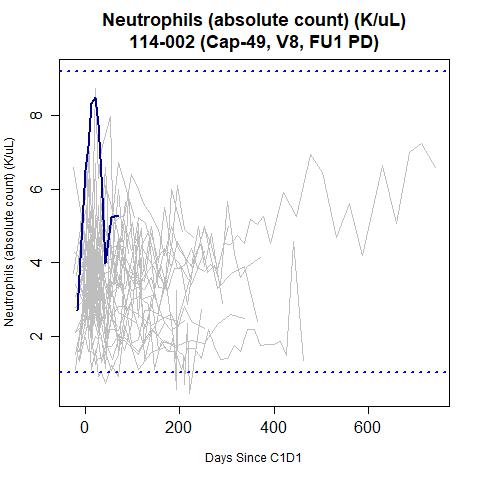 Neutrophils (absolute count) (K/uL)
114-002 (Cap-49, V8, FU1 PD)
Neutrophils (absolute count) (K/uL)
8
6
4
2
0
200
400
600
Days Since C1D1